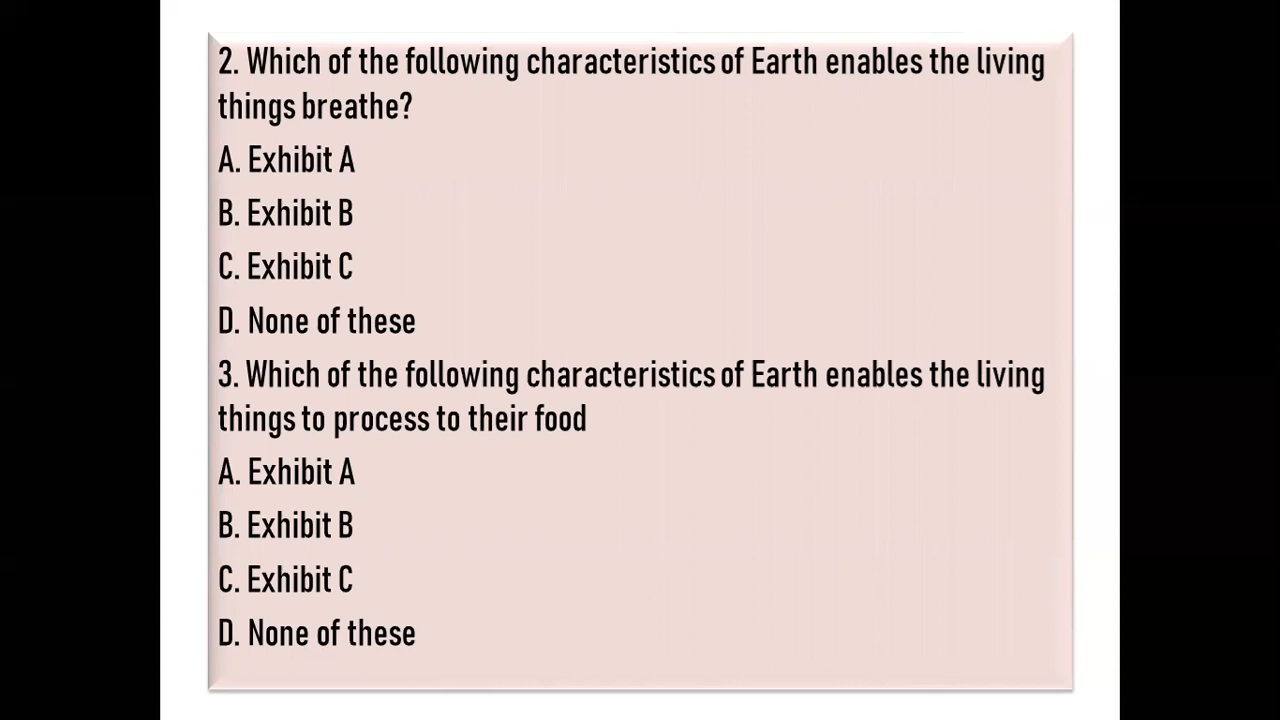 2. Which of the following characteristics of Earth enables the living
things breathe?
A. Exhibit A
B. Exhibit B
C. Exhibit C
D. None of these
3. Which of the following characteristics of Earth enables the living
things to process to their food
A. Exhibit A
B. Exhibit B
C. Exhibit C
D. None of these